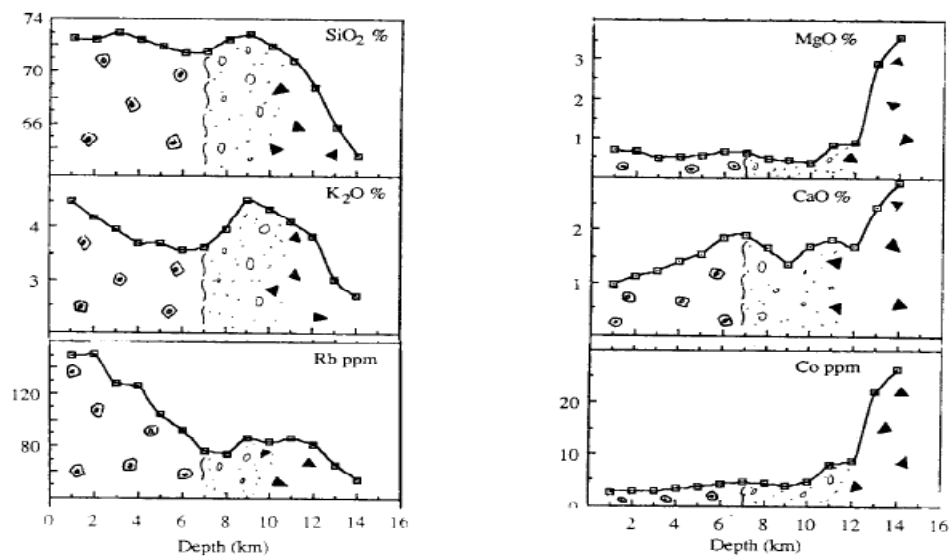 74
SiO2 %
70
66
K2O %
4
3
Rb ppm
120
80
0 2 4 6 8 10 12 14 16
Depth (km)
MgO %
3
2
1
CaO %
2
1
Co ppm
20
10
0
2 4 6 8 10 12 14 16
Depth (km)